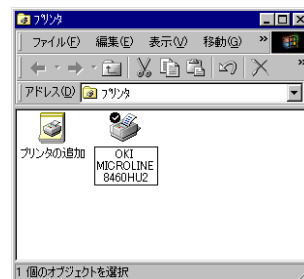 プリンタ
ファイル(F) 編集(E) 表示(V) 移動(G) »
»
アドレス(D) プリンタ
プリンタの追加
OKI
MICROLINE
8460HU2
1 個のオブジェクトを選択